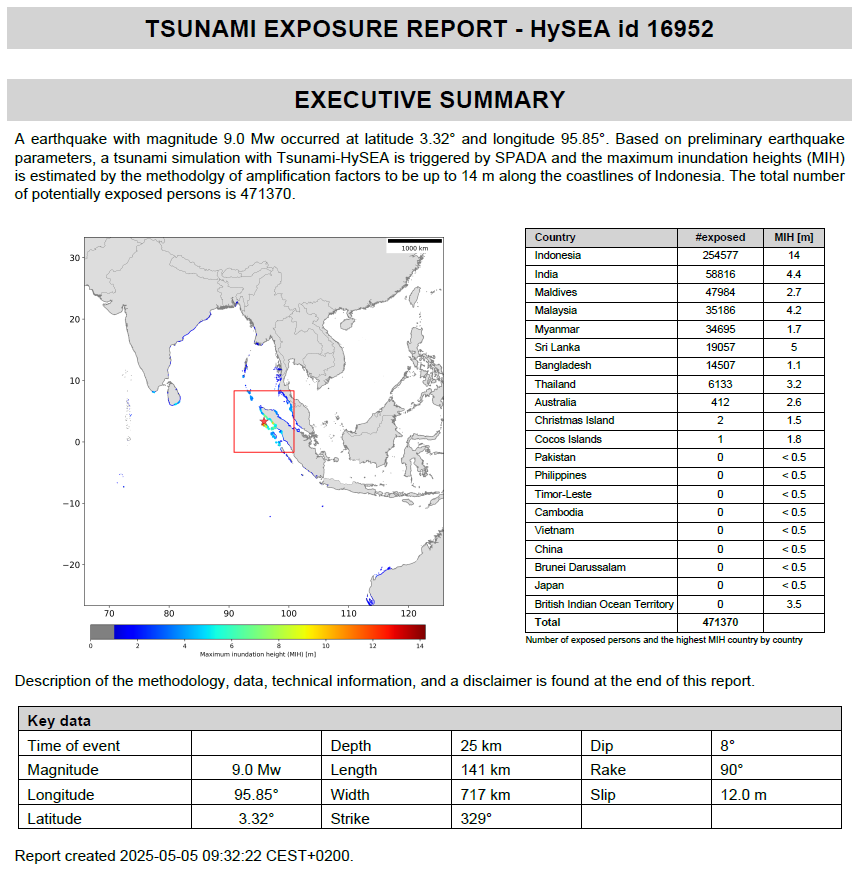 TSUNAMI EXPOSURE REPORT - HySEA id 16952
EXECUTIVE SUMMARY
A earthquake with magnitude 9.0 Mw occurred at latitude 3.32° and longitude 95.85°. Based on preliminary earthquake
parameters, a tsunami simulation with Tsunami-HySEA is triggered by SPADA and the maximum inundation heights (MIH)
is estimated by the methodolgy of amplification factors to be up to 14 m along the coastlines of Indonesia. The total number
of potentially exposed persons is 471370.
1000 km
30
20
10
0
−10
−20
70 80 90 100 110 120
0 2 4 6 8 10 12 14
Maximum inundation height (MIH) [m]
Country #exposed MIH [m]
Indonesia 254577 14
India 58816 4.4
Maldives 47984 2.7
Malaysia 35186 4.2
Myanmar 34695 1.7
Sri Lanka 19057 5
Bangladesh 14507 1.1
Thailand 6133 3.2
Australia 412 2.6
Christmas Island 2 1.5
Cocos Islands 1 1.8
Pakistan 0 < 0.5
Philippines 0 < 0.5
Timor-Leste 0 < 0.5
Cambodia 0 < 0.5
Vietnam 0 < 0.5
China 0 < 0.5
Brunei Darussalam 0 < 0.5
Japan 0 < 0.5
British Indian Ocean Territory 0 3.5
Total 471370
Number of exposed persons and the highest MIH country by country
Description of the methodology, data, technical information, and a disclaimer is found at the end of this report.
Key data
Time of event Depth 25 km Dip 8°
Magnitude 9.0 Mw Length 141 km Rake 90°
Longitude 95.85° Width 717 km Slip 12.0 m
Latitude 3.32° Strike 329°
Report created 2025-05-05 09:32:22 CEST+0200.